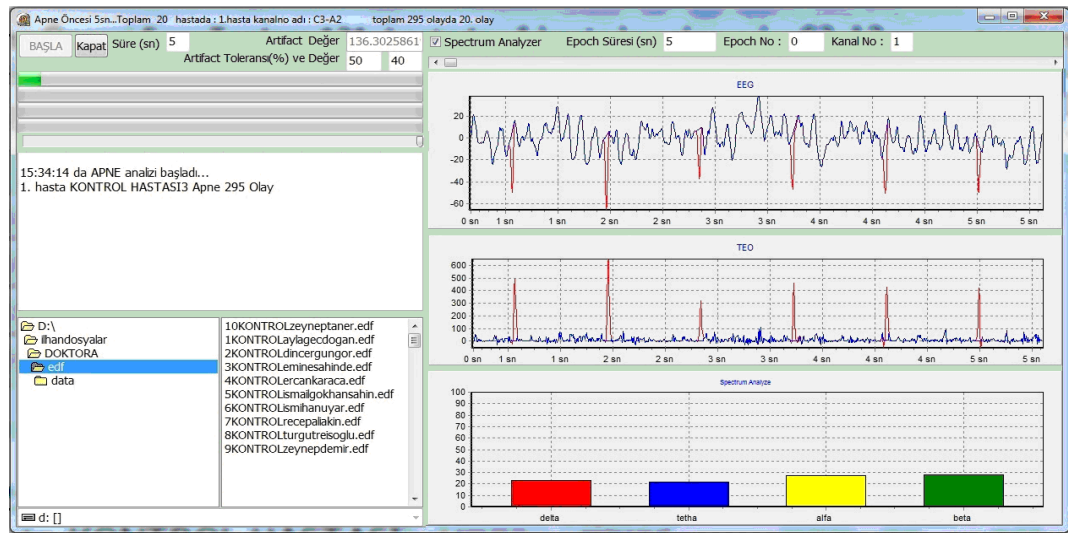 Apne Öncesi 5sn...Toplam 20 hastada : 1.hasta kanalno adı : C3-A2 toplam 295 olayda 20. olay
BAŞLA
Kapat
Süre (sn) 5
Artifact Değer 136.3025861
Artifact Toleransı(%) ve Değer 50 40
Spectrum Analyzer
Epoch Süresi (sn) 5
Epoch No : 0
Kanal No : 1
15:34:14 da APNE analizi başladı...
1. hasta KONTROL HASTASI3 Apne 295 Olay
D:\
ilhandosyalar
DOKTORA
edf
data
10KONTROLzeyneptaner.edf
1KONTROLaylagecdogan.edf
2KONTROLdincergungor.edf
3KONTROLeminesahinde.edf
4KONTROLercankaraca.edf
5KONTROLismailgokhansahin.edf
6KONTROLismihanuyar.edf
7KONTROLrecepaliakin.edf
8KONTROLturgutreisoglu.edf
9KONTROLzeynepdemir.edf
d: []
EEG
20
0
-20
-40
-60
0 sn 1 sn 1 sn 2 sn 2 sn 3 sn 3 sn 4 sn 4 sn 4 sn 5 sn 5 sn
TEO
600
500
400
300
200
100
0
0 sn 1 sn 1 sn 2 sn 2 sn 3 sn 3 sn 4 sn 4 sn 4 sn 5 sn 5 sn
Spectrum Analyze
100
90
80
70
60
50
40
30
20
10
0
delta tetha alfa beta